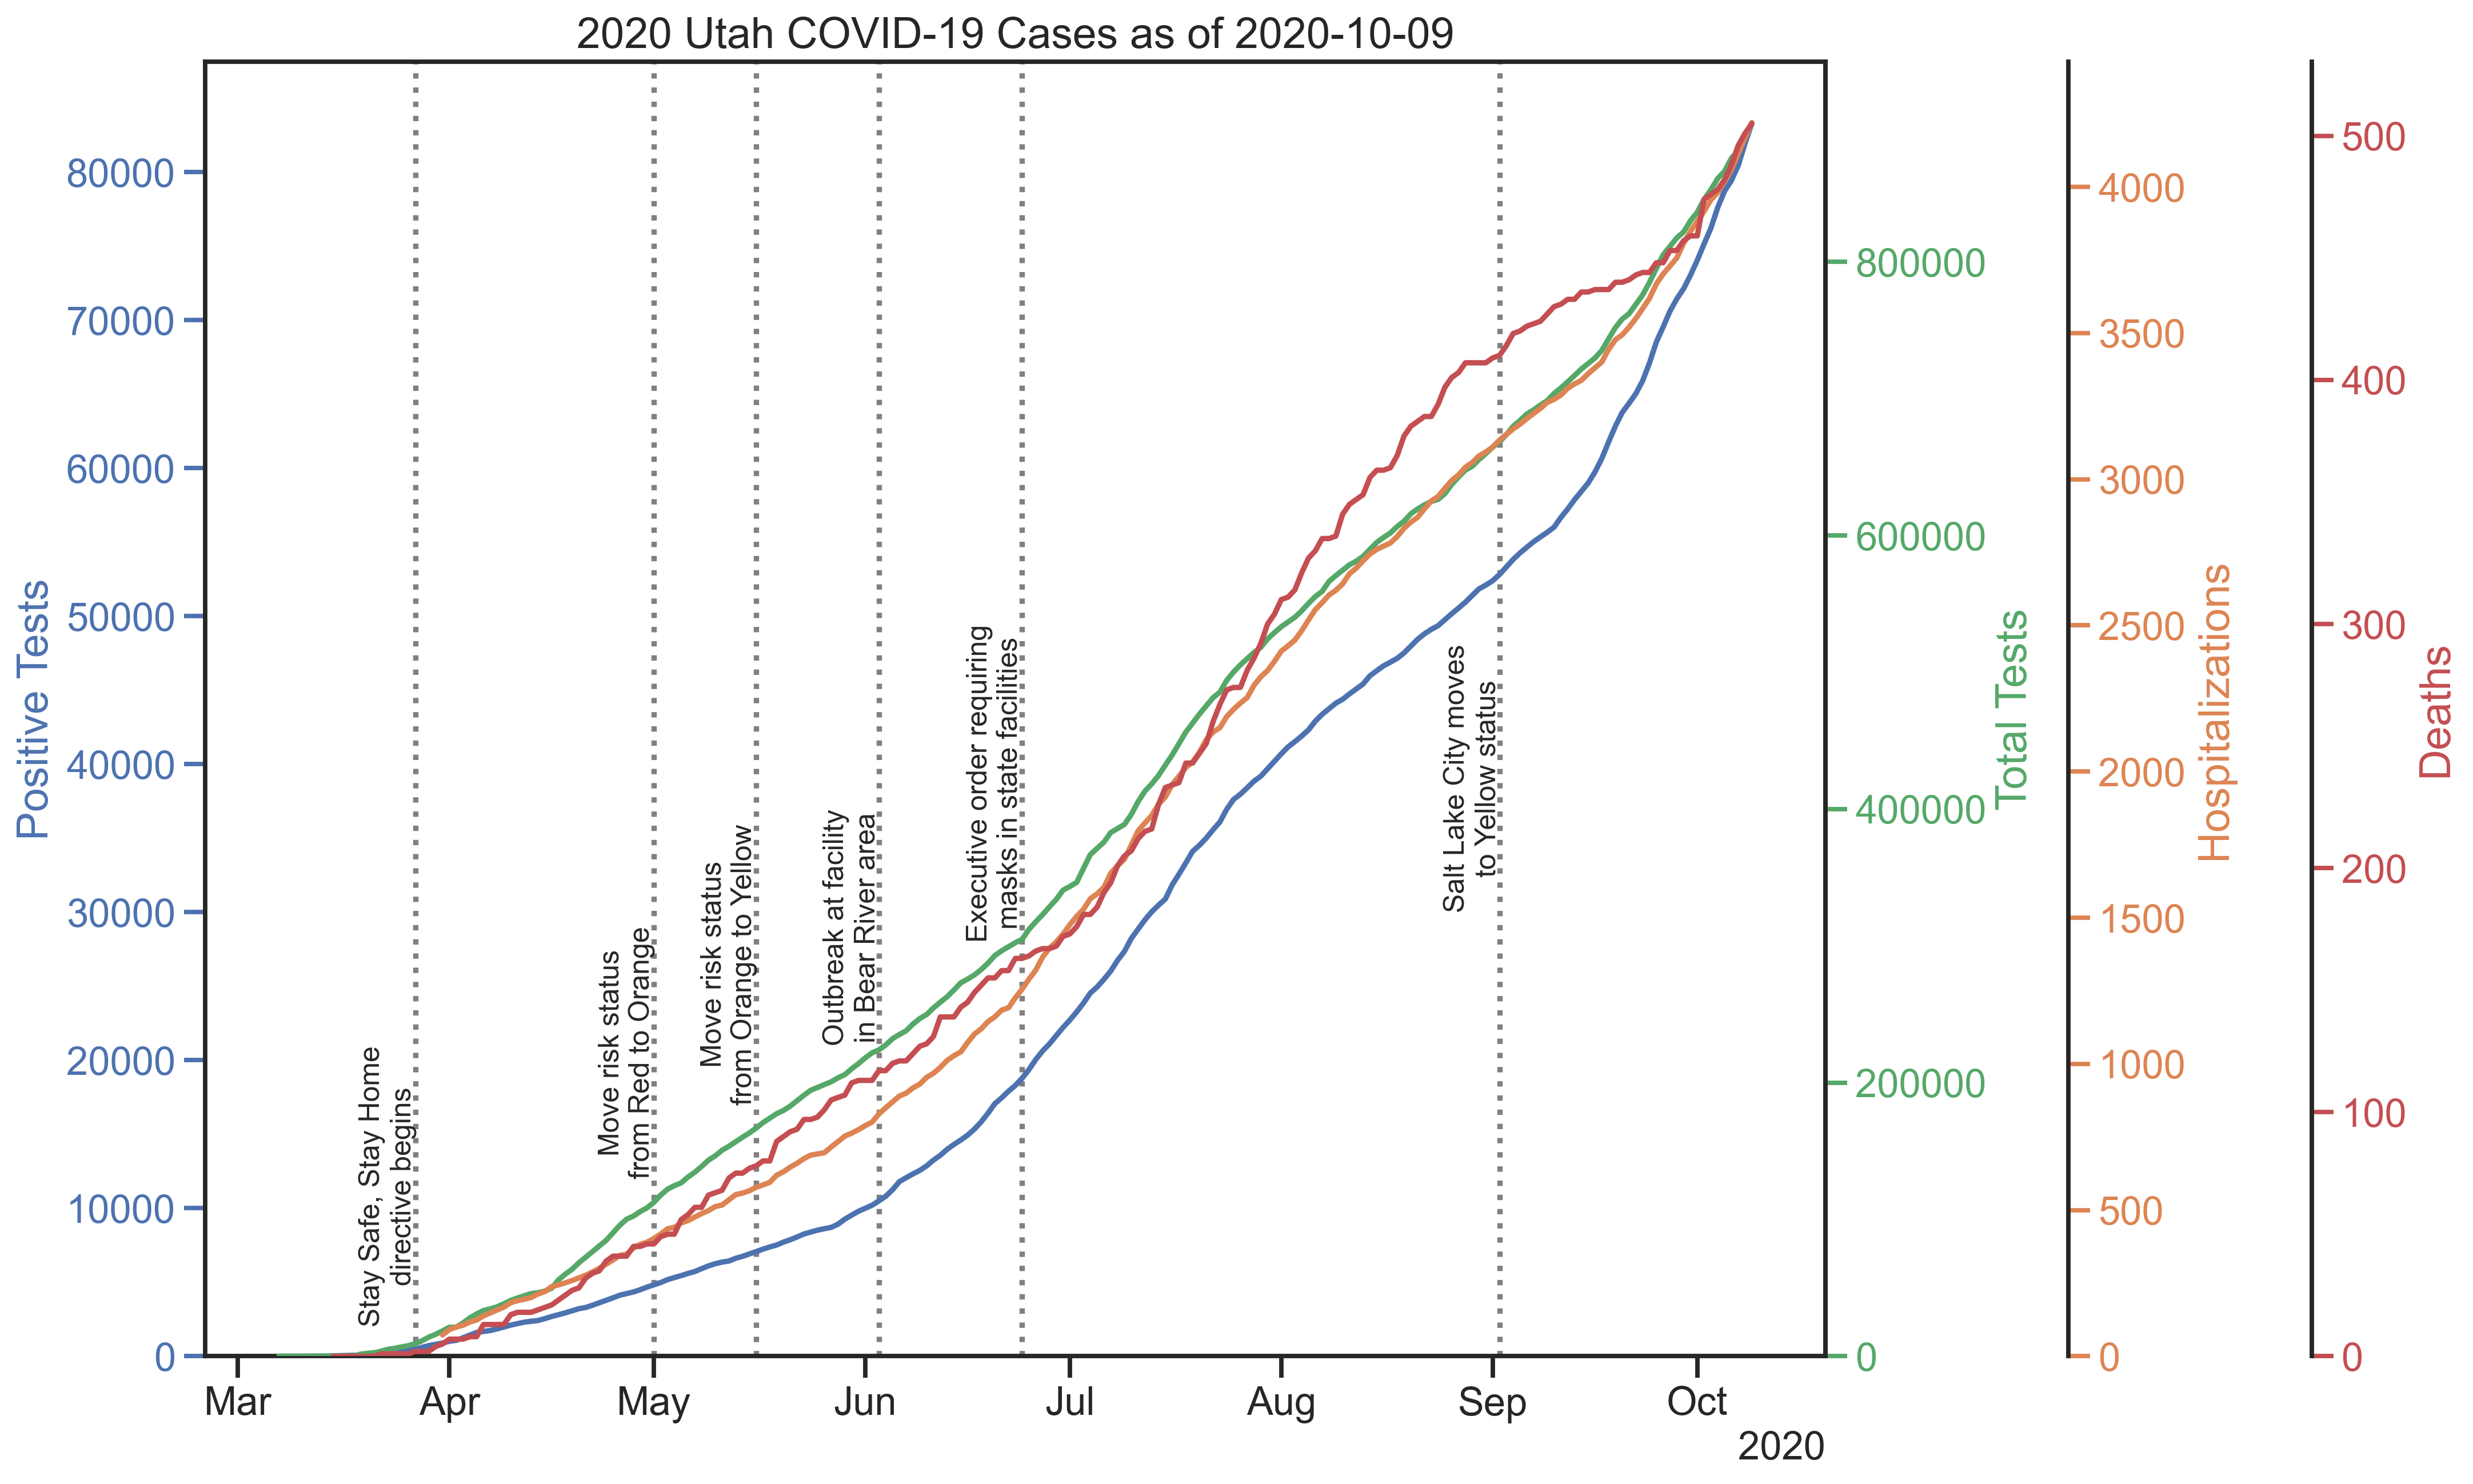 2020 Utah COVID-19 Cases as of 2020-10-09
Positive Tests
80000
70000
60000
50000
40000
30000
20000
10000
0
Stay Safe, Stay Home
directive begins
Move risk status
from Red to Orange
Move risk status
from Orange to Yellow
Outbreak at facility
in Bear River area
Executive order requiring
masks in state facilities
Salt Lake City moves
to Yellow status
Mar
Apr
May
Jun
Jul
Aug
Sep
Oct
2020
800000
600000
400000
200000
0
Total Tests
4000
3500
3000
2500
2000
1500
1000
500
0
Hospitalizations
500
400
300
200
100
0
Deaths